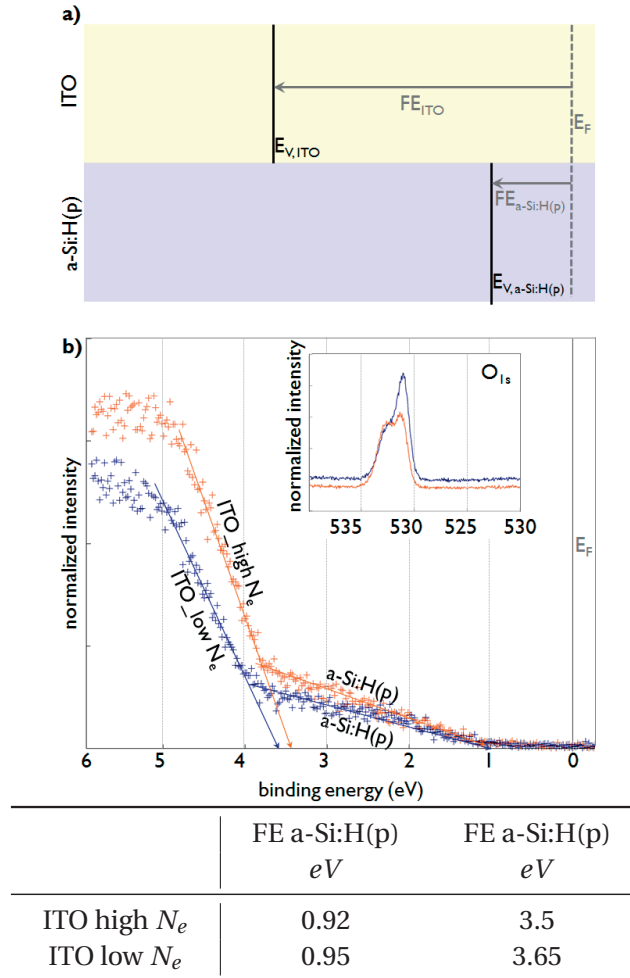 a)
ITO
FE_ITO
E_F
E_V,ITO
a-Si:H(p)
FE_a-Si:H(p)
E_V,a-Si:H(p)
b)
normalized intensity
normalized intensity
O_1s
535 530 525 530
E_F
ITO_high N_e
ITO_low N_e
a-Si:H(p)
a-Si:H(p)
6 5 4 3 2 1 0
binding energy (eV)
FE a-Si:H(p) FE a-Si:H(p)
eV eV
ITO high N_e 0.92 3.5
ITO low N_e 0.95 3.65